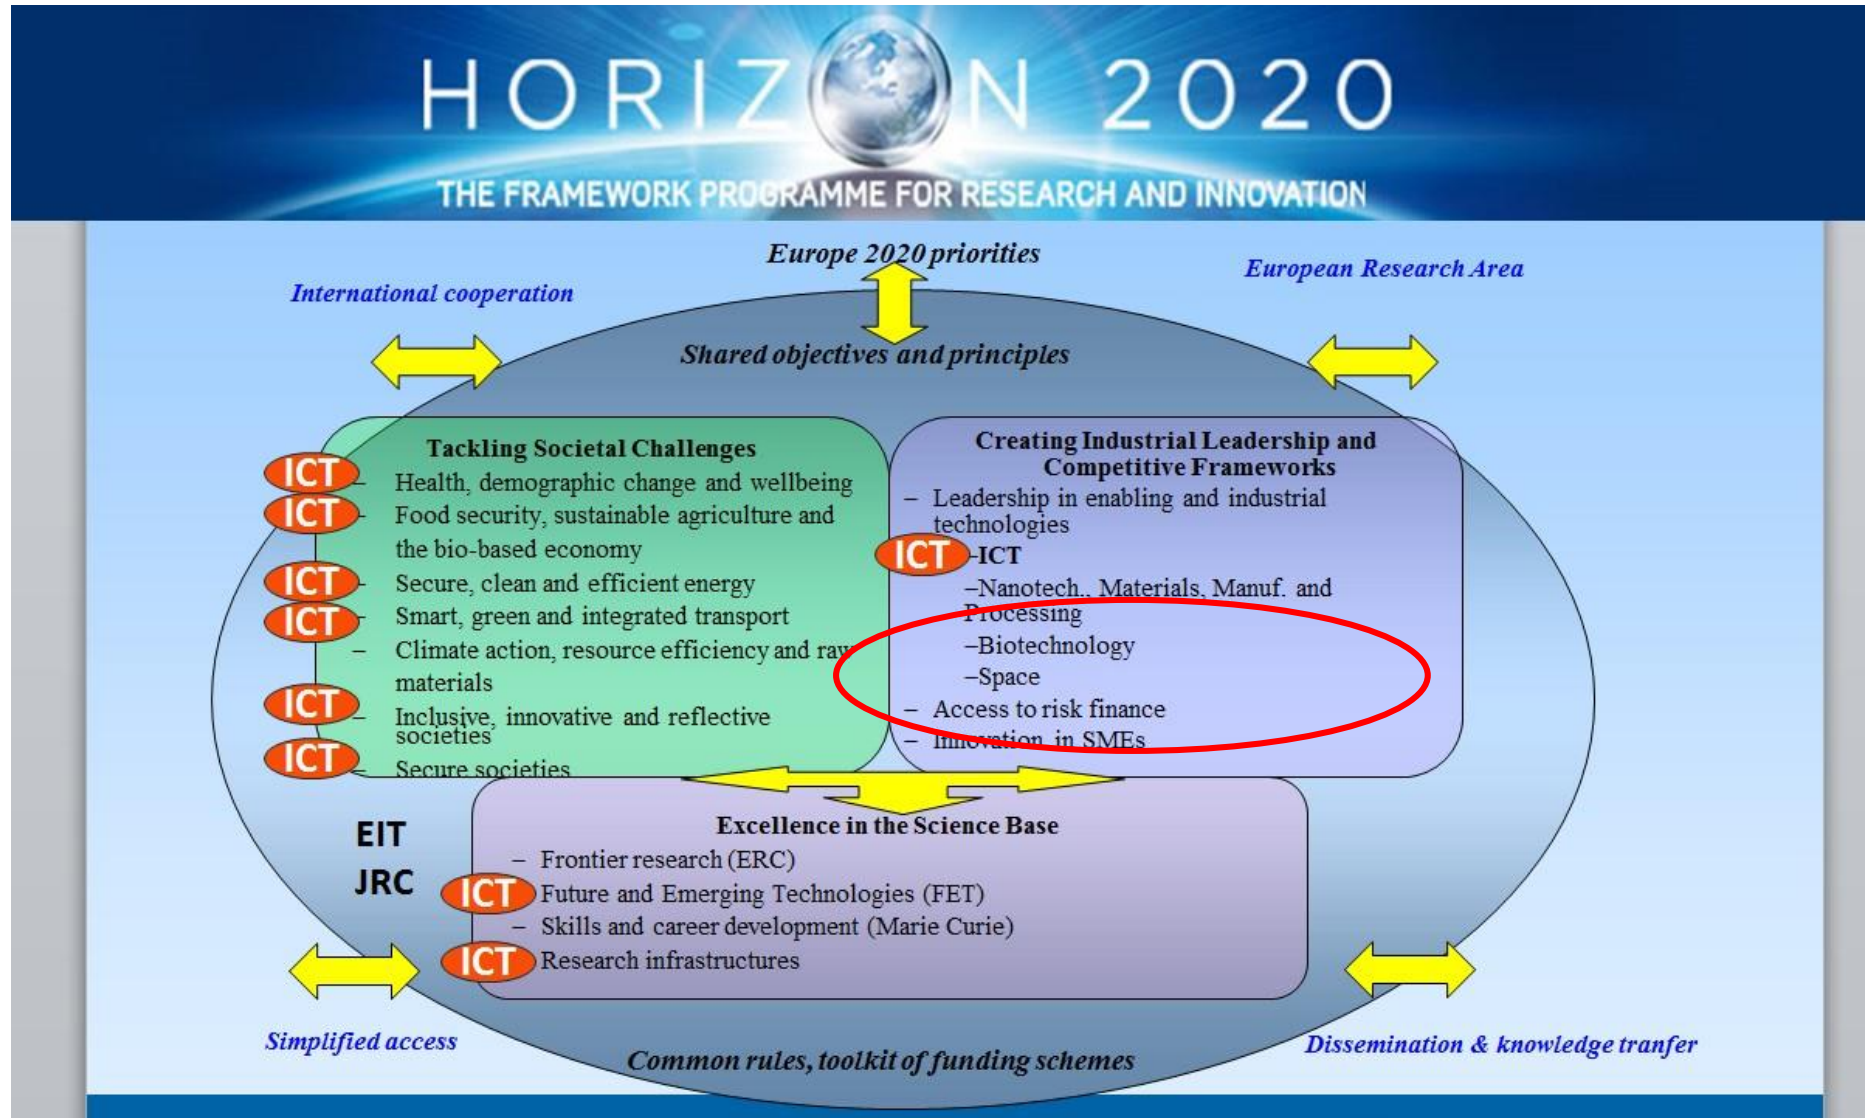 HORIZON 2020
THE FRAMEWORK PROGRAMME FOR RESEARCH AND INNOVATION
Europe 2020 priorities
European Research Area
International cooperation
Shared objectives and principles
Tackling Societal Challenges
ICT
– Health, demographic change and wellbeing
ICT
– Food security, sustainable agriculture and
the bio-based economy
ICT
– Secure, clean and efficient energy
ICT
– Smart, green and integrated transport
– Climate action, resource efficiency and raw
materials
ICT
– Inclusive, innovative and reflective
societies
ICT
– Secure societies
Creating Industrial Leadership and
Competitive Frameworks
– Leadership in enabling and industrial
technologies
ICT
–ICT
–Nanotech., Materials, Manuf. and
Processing
–Biotechnology
–Space
– Access to risk finance
– Innovation in SMEs
EIT
JRC
Excellence in the Science Base
– Frontier research (ERC)
ICT
Future and Emerging Technologies (FET)
– Skills and career development (Marie Curie)
ICT
Research infrastructures
Simplified access
Common rules, toolkit of funding schemes
Dissemination & knowledge tranfer